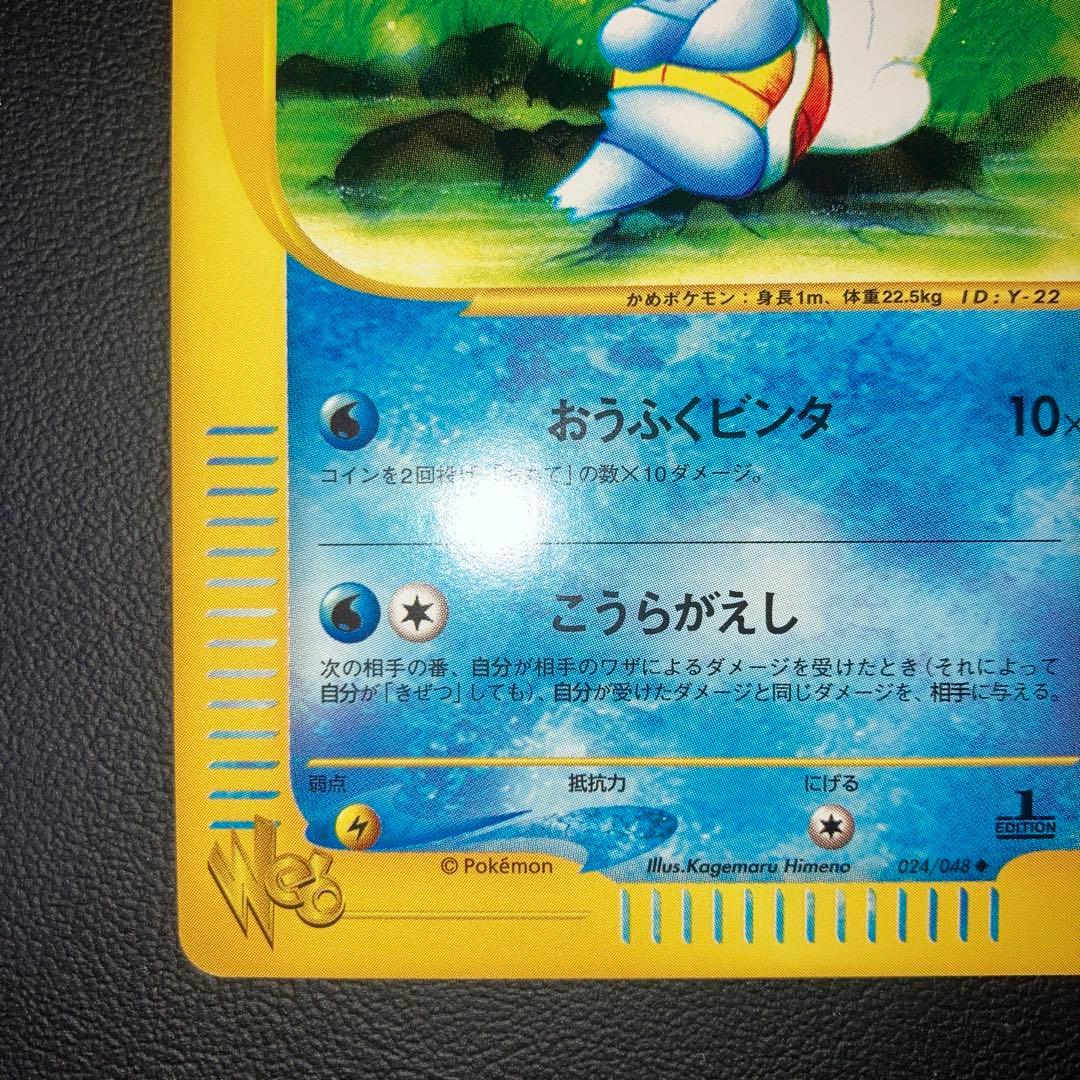 かめポケモン：身長1m、体重22.5kg ID:Y-22
おうふくビンタ 10×
コインを2回投げ、「おもて」の数×10ダメージ。
こうらがえし
次の相手の番、自分が相手のワザによるダメージを受けたとき（それによって
自分が「きぜつ」しても）、自分が受けたダメージと同じダメージを、相手に与える。
弱点 抵抗力 にげる
1
EDITION
© Pokémon Illus.Kagemaru Himeno 024/048 ◆
Web